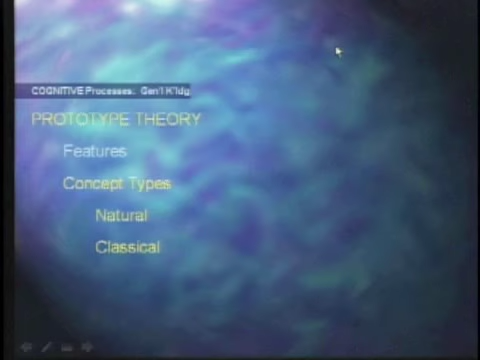 COGNITIVE Processes: Gen'l K'ldg
PROTOTYPE THEORY
Features
Concept Types
Natural
Classical